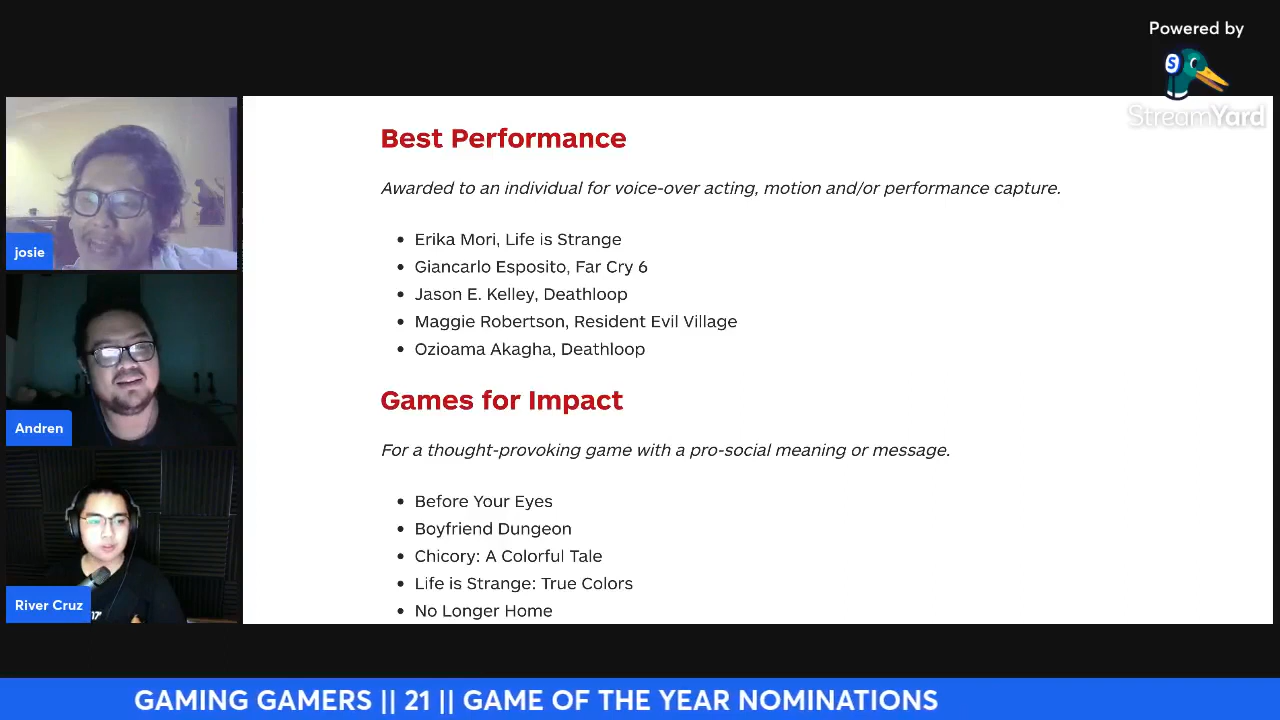 Powered by
StreamYard
josie
Andren
River Cruz
Best Performance
Awarded to an individual for voice-over acting, motion and/or performance capture.
Erika Mori, Life is Strange
Giancarlo Esposito, Far Cry 6
Jason E. Kelley, Deathloop
Maggie Robertson, Resident Evil Village
Ozioama Akagha, Deathloop
Games for Impact
For a thought-provoking game with a pro-social meaning or message.
Before Your Eyes
Boyfriend Dungeon
Chicory: A Colorful Tale
Life is Strange: True Colors
No Longer Home
GAMING GAMERS || 21 || GAME OF THE YEAR NOMINATIONS